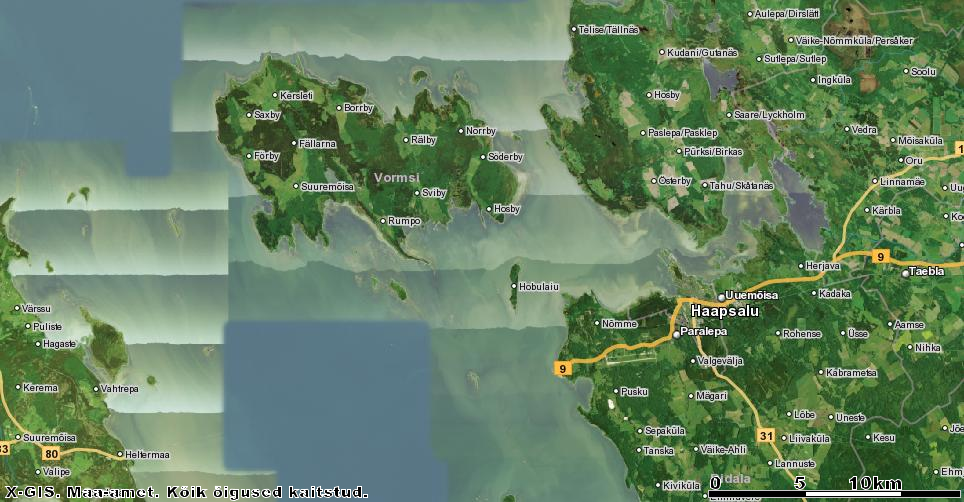 Aulepa/Dirslätt
Telise/Tällnäs
Väike-Nõmmküla/Persåker
Kudani/Gutanäs
Sutlepa/Sutlep
Soolu
Ingküla
Kersleti
Hosby
Borrby
Saxby
Saare/Lyckholm
Norrby
Paslepa/Pasklep
Vedra
Rälby
Mõisaküla
Fällarna
Pürksi/Birkas
Förby
Söderby
Oru
Vormsi
Österby
Tahu/Skåtanäs
Linnamäe
Suuremõisa
Sviby
Hosby
Kärbla
Rumpo
9
Herjava
Taebla
Hobulaiu
Kadaka
Uuemõisa
Värssu
Haapsalu
Puliste
Nõmme
Aamse
Paralepa
Rohense
Üsse
Hagaste
Nihka
Valgevälja
9
Kabrametsa
Kerema
Vahtrepa
Pusku
Mägari
Lõbe
Uneste
Sepaküla
31
Liiviküla
Kesu
Suuremõisa
80
Heltermaa
Tanska
Väike-Ahli
Lannuste
Valipe
Kiviküla
0 5 10km
X-GIS. Maa-amet. Kõik õigused kaitstud.